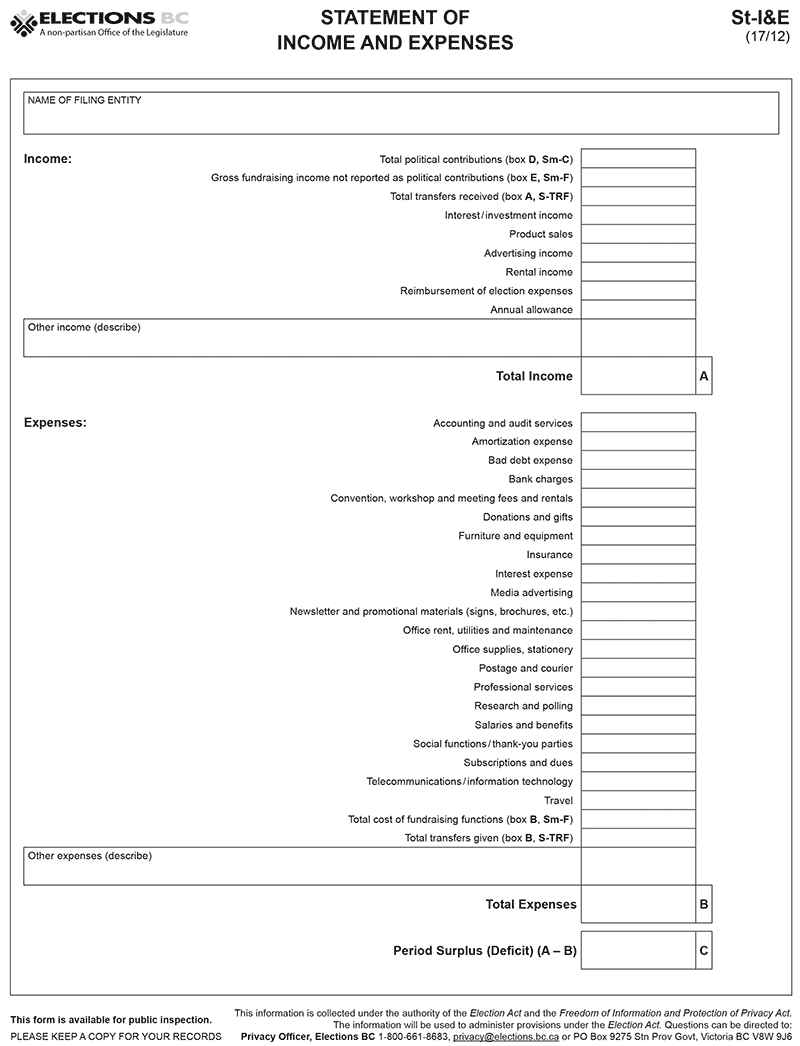 ELECTIONS BC
A non-partisan Office of the Legislature
STATEMENT OF
INCOME AND EXPENSES
St-I&E
(17/12)
NAME OF FILING ENTITY
Income:
Total political contributions (box D, Sm-C)
Gross fundraising income not reported as political contributions (box E, Sm-F)
Total transfers received (box A, S-TRF)
Interest/investment income
Product sales
Advertising income
Rental income
Reimbursement of election expenses
Annual allowance
Other income (describe)
Total Income A
Expenses:
Accounting and audit services
Amortization expense
Bad debt expense
Bank charges
Convention, workshop and meeting fees and rentals
Donations and gifts
Furniture and equipment
Insurance
Interest expense
Media advertising
Newsletter and promotional materials (signs, brochures, etc.)
Office rent, utilities and maintenance
Office supplies, stationery
Postage and courier
Professional services
Research and polling
Salaries and benefits
Social functions/thank-you parties
Subscriptions and dues
Telecommunications/information technology
Travel
Total cost of fundraising functions (box B, Sm-F)
Total transfers given (box B, S-TRF)
Other expenses (describe)
Total Expenses B
Period Surplus (Deficit) (A – B) C
This form is available for public inspection.
PLEASE KEEP A COPY FOR YOUR RECORDS
This information is collected under the authority of the Election Act and the Freedom of Information and Protection of Privacy Act.
The information will be used to administer provisions under the Election Act. Questions can be directed to:
Privacy Officer, Elections BC 1-800-661-8683, privacy@elections.bc.ca or PO Box 9275 Stn Prov Govt, Victoria BC V8W 9J6